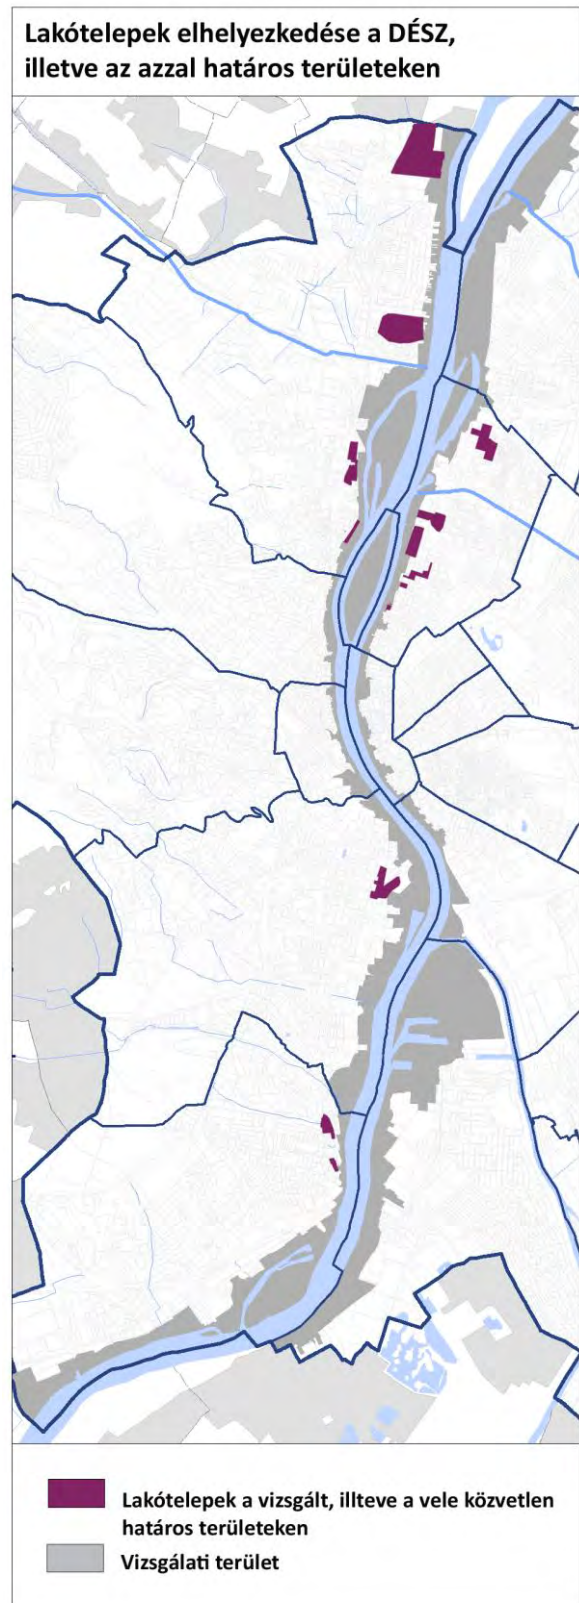 Lakótelepek elhelyezkedése a DÉSZ,
illetve az azzal határos területeken
Lakótelepek a vizsgált, illteve a vele közvetlen
határos területeken
Vizsgálati terület